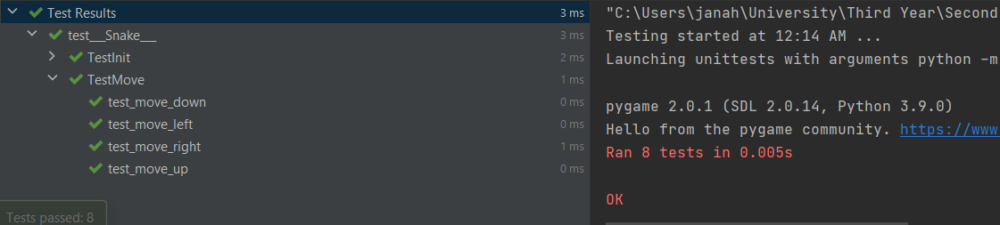 Test Results 3 ms
test__Snake__ 3 ms
TestInit 2 ms
TestMove 1 ms
test_move_down 0 ms
test_move_left 0 ms
test_move_right 1 ms
test_move_up 0 ms
Tests passed: 8
"C:\Users\janah\University\Third Year\Second
Testing started at 12:14 AM ...
Launching unittests with arguments python -m
pygame 2.0.1 (SDL 2.0.14, Python 3.9.0)
Hello from the pygame community. https://www
Ran 8 tests in 0.005s
OK